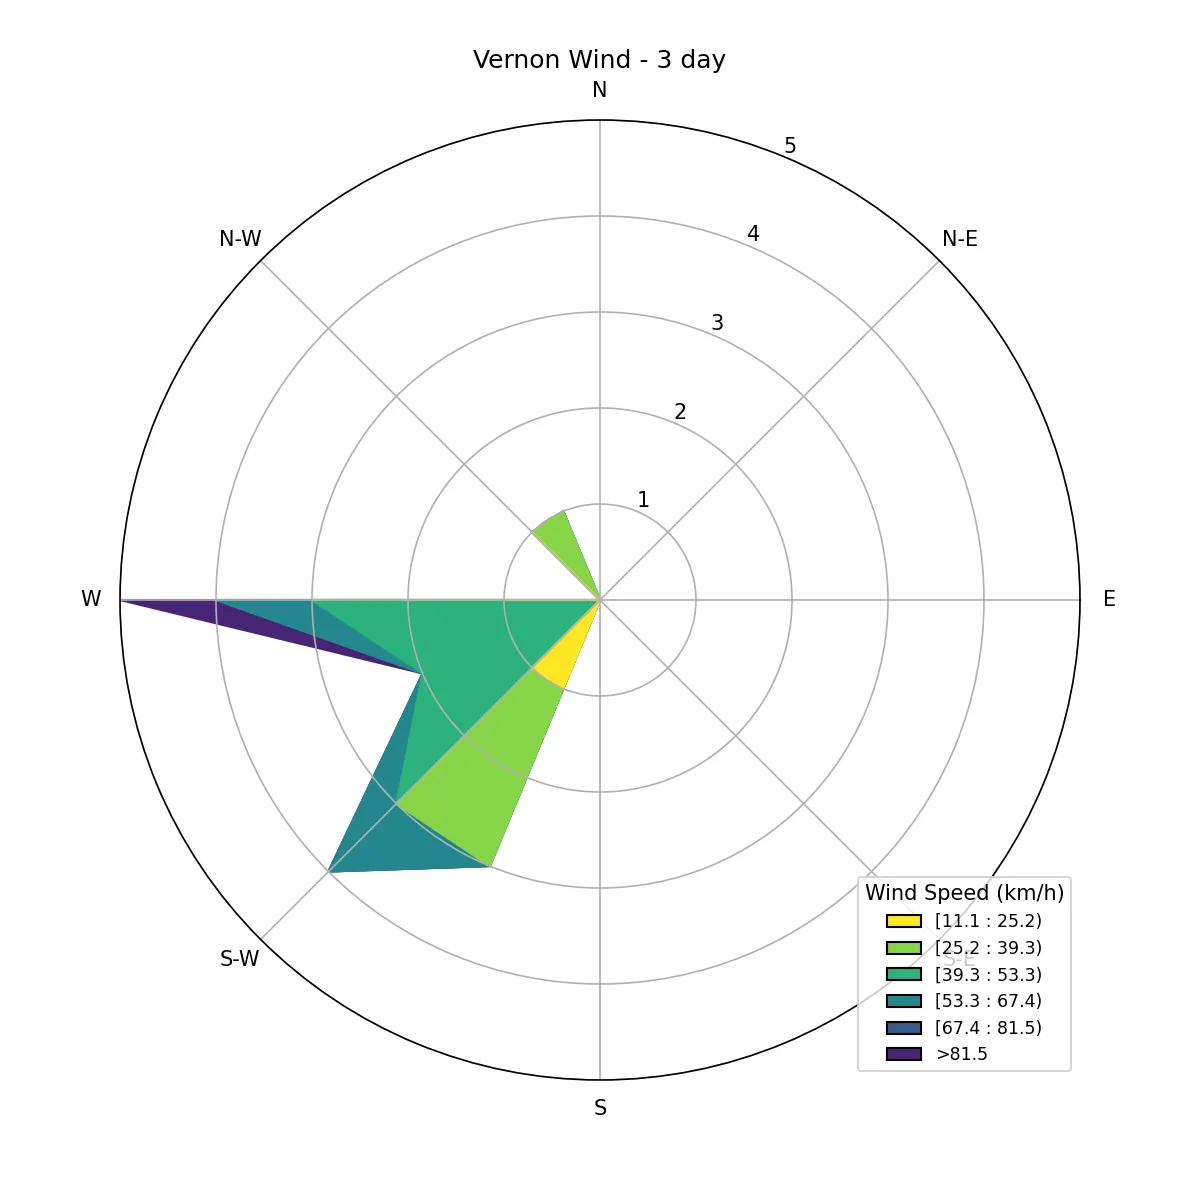 Vernon Wind - 3 day
N
5
N-W
4
N-E
3
2
1
W
E
S-W
S-E
S
Wind Speed (km/h)
[11.1 : 25.2)
[25.2 : 39.3)
[39.3 : 53.3)
[53.3 : 67.4)
[67.4 : 81.5)
>81.5